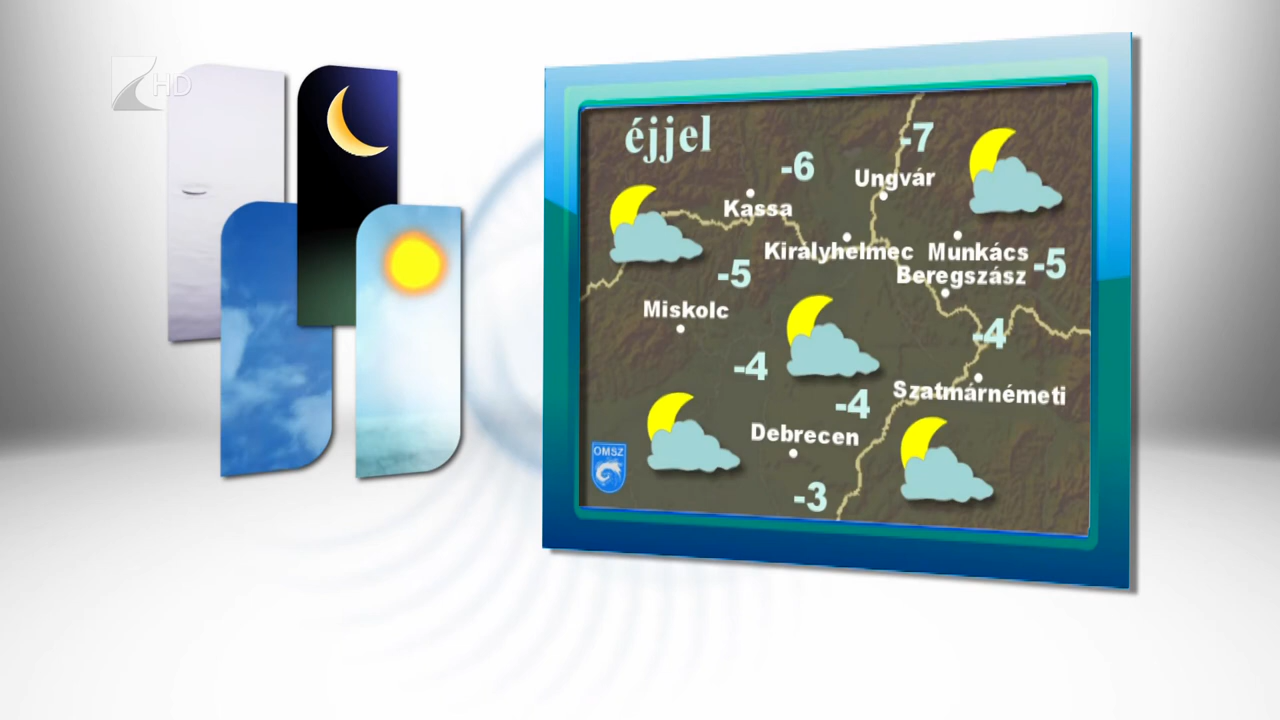 HD
éjjel
-7
-6
Ungvár
Kassa
Királyhelmec
Munkács
-5
Beregszász
-5
Miskolc
-4
-4
Szatmárnémeti
-4
Debrecen
OMSZ
-3